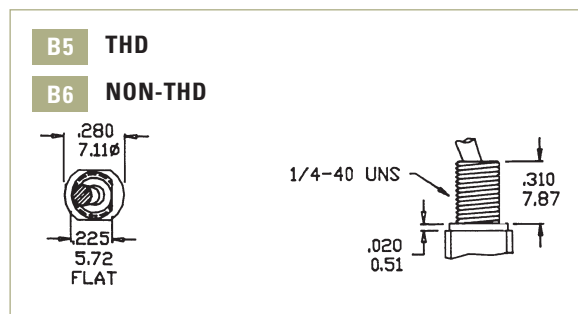 B5 THD
B6 NON-THD
.280
7.11ø
.225
5.72
FLAT
1/4-40 UNS
.310
7.87
.020
0.51